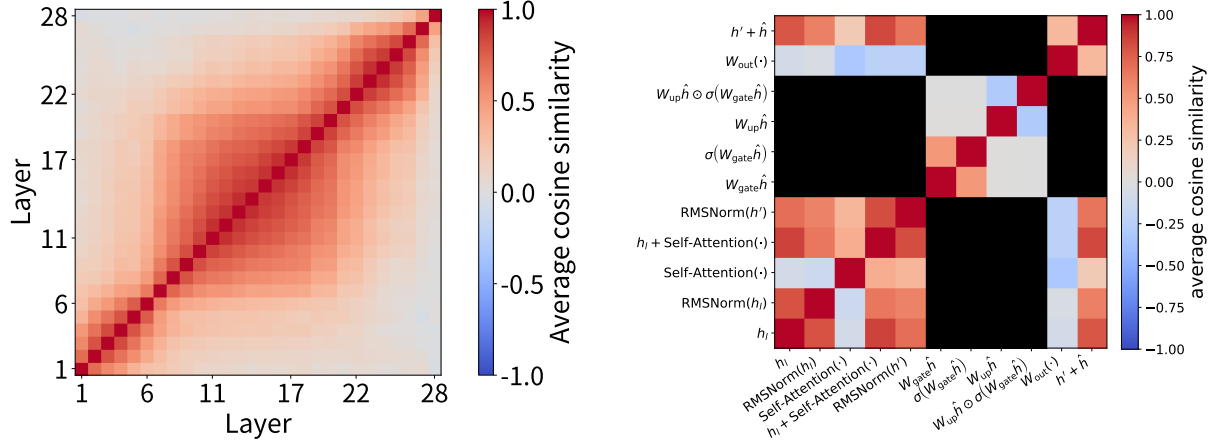 28
22
17
11
6
1
Layer
1 6 11 17 22 28
Layer
1.0
0.5
0.0
-0.5
-1.0
Average cosine similarity
h′ + ĥ
W_out(·)
W_up ĥ ⊙ σ(W_gate ĥ)
W_up ĥ
σ(W_gate ĥ)
W_gate ĥ
RMSNorm(h′)
h_l + Self-Attention(·)
Self-Attention(·)
RMSNorm(h_l)
h_l
h_l
RMSNorm(h_l)
Self-Attention(·)
h_l + Self-Attention(·)
RMSNorm(h′)
W_gate ĥ
σ(W_gate ĥ)
W_up ĥ
W_up ĥ ⊙ σ(W_gate ĥ)
W_out(·)
h′ + ĥ
1.00
0.75
0.50
0.25
0.00
−0.25
−0.50
−0.75
−1.00
average cosine similarity